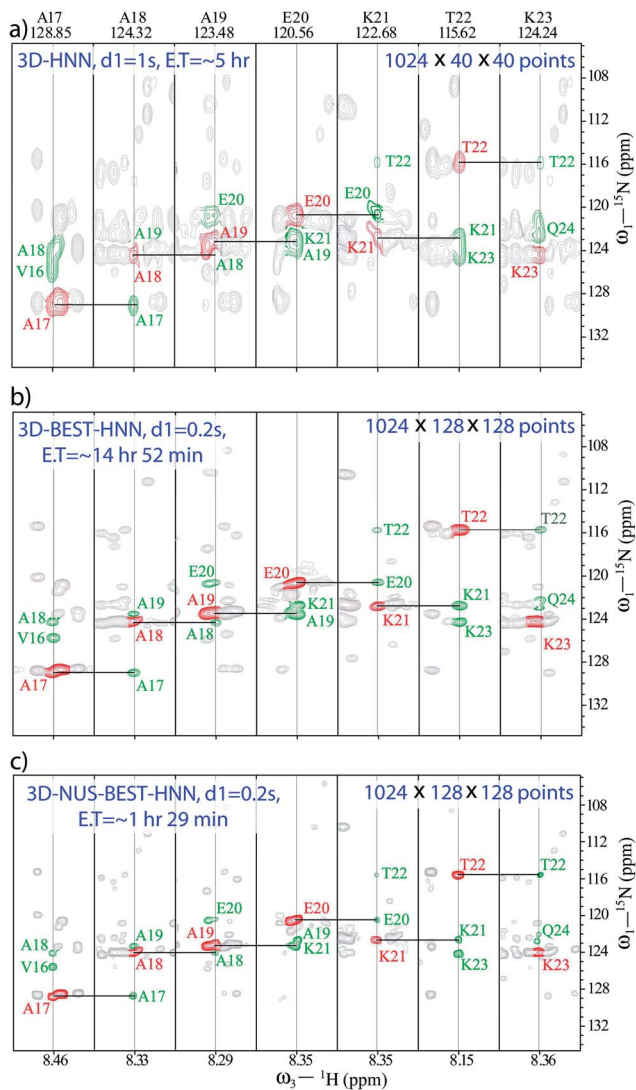 A17 A18 A19 E20 K21 T22 K23
128.85 124.32 123.48 120.56 122.68 115.62 124.24
a)
3D-HNN, d1=1s, E.T=~5 hr
1024 x 40 x 40 points
108
112
116
120
124
128
132
ω1—15N (ppm)
A18
V16
A17
A19
A18
A17
E20
A19
A18
E20
K21
A19
T22
E20
K21
T22
K21
K23
T22
Q24
K23
b)
3D-BEST-HNN, d1=0.2s,
E.T=~14 hr 52 min
1024 x 128 x 128 points
108
112
116
120
124
128
132
ω1—15N (ppm)
A18
V16
A17
A19
A18
A17
E20
A19
A18
E20
K21
A19
T22
E20
K21
T22
K21
K23
T22
Q24
K23
c)
3D-NUS-BEST-HNN, d1=0.2s,
E.T=~1 hr 29 min
1024 x 128 x 128 points
108
112
116
120
124
128
132
ω1—15N (ppm)
A18
V16
A17
A19
A18
A17
E20
A19
A18
E20
A19
K21
T22
E20
K21
T22
K21
K23
T22
Q24
K23
8.46 8.33 8.29 8.35 8.35 8.15 8.36
ω3—1H (ppm)